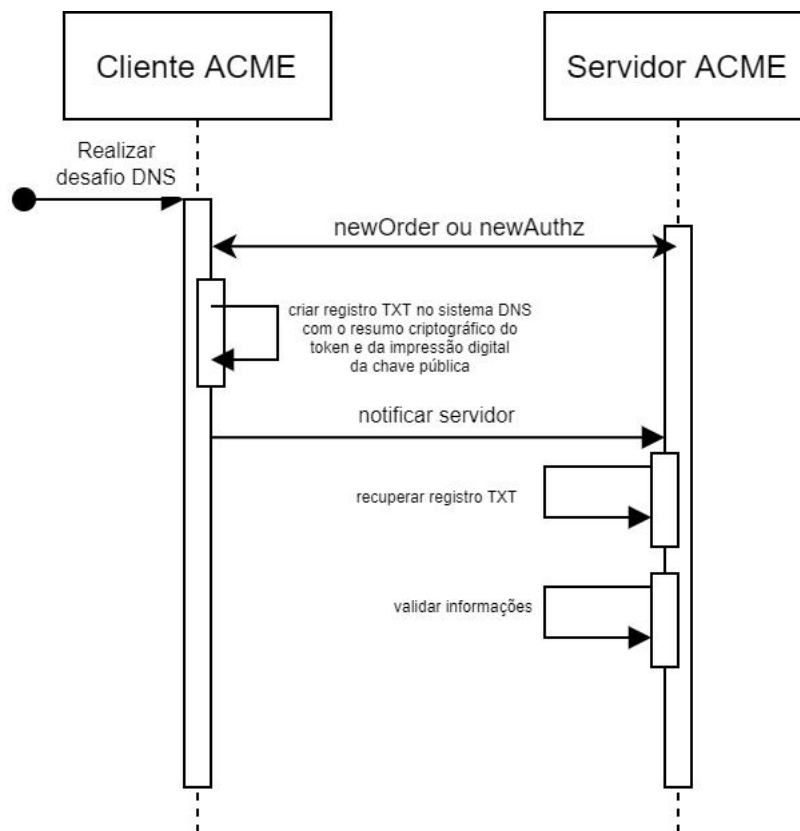 Cliente ACME
Servidor ACME
Realizar
desafio DNS
newOrder ou newAuthz
criar registro TXT no sistema DNS
com o resumo criptográfico do
token e da impressão digital
da chave pública
notificar servidor
recuperar registro TXT
validar informações